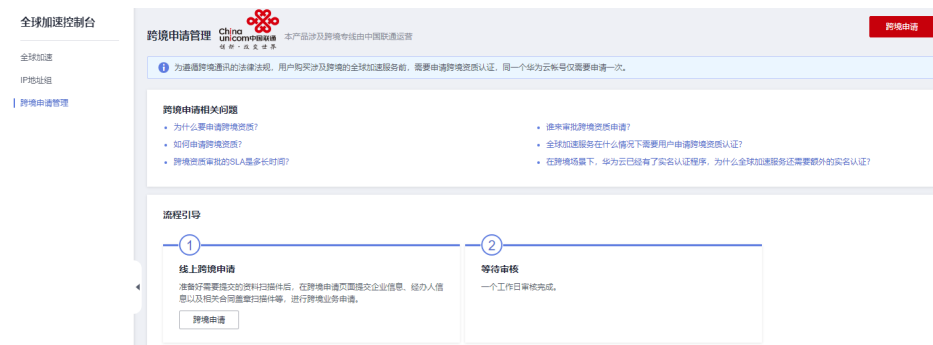 全球加速控制台
全球加速
IP地址组
跨境申请管理
跨境申请管理
China
unicom中国联通
创新·改变世界
本产品涉及跨境专线由中国联通运营
跨境申请
为遵循跨境通讯的法律法规，用户购买涉及跨境的全球加速服务前，需要申请跨境资质认证，同一个华为云帐号仅需要申请一次。
跨境申请相关问题
为什么要申请跨境资质？
谁来审批跨境资质申请？
如何申请跨境资质？
全球加速服务在什么情况下需要用户申请跨境资质认证？
跨境资质审批的SLA是多长时间？
在跨境场景下，华为云已经有了实名认证程序，为什么全球加速服务还需要额外的实名认证？
流程引导
1
线上跨境申请
准备好需要提交的资料扫描件后，在跨境申请页面提交企业信息、经办人信
息以及相关合同盖章扫描件等，进行跨境业务申请。
跨境申请
2
等待审核
一个工作日审核完成。